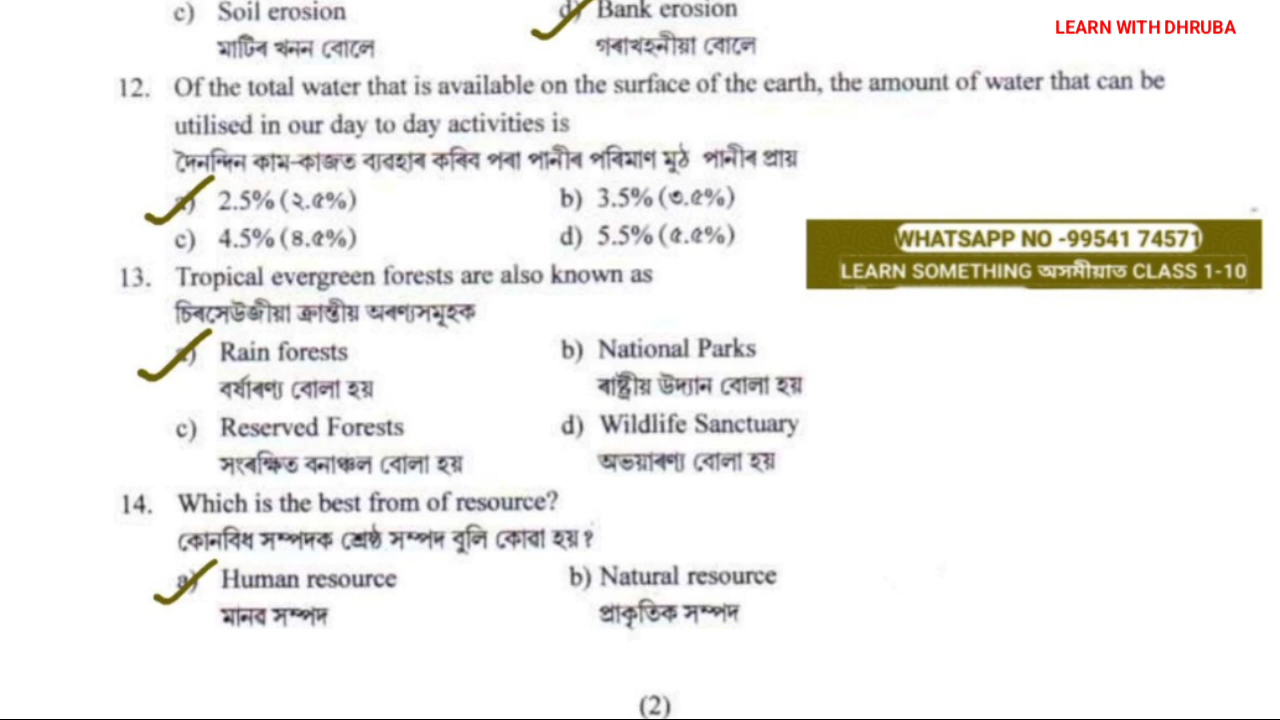 c) Soil erosion
মাটিৰ খনন বোলে
d) Bank erosion
গৰাখহনীয়া বোলে
LEARN WITH DHRUBA
12. Of the total water that is available on the surface of the earth, the amount of water that can be
utilised in our day to day activities is
দৈনন্দিন কাম-কাজত ব্যৱহাৰ কৰিব পৰা পানীৰ পৰিমাণ মুঠ পানীৰ প্ৰায়
a) 2.5% (২.৫%)
b) 3.5% (৩.৫%)
c) 4.5% (৪.৫%)
d) 5.5% (৫.৫%)
WHATSAPP NO -99541 74571
LEARN SOMETHING অসমীয়াত CLASS 1-10
13. Tropical evergreen forests are also known as
চিৰসেউজীয়া ক্ৰান্তীয় অৰণ্যসমূহক
a) Rain forests
বৰ্ষাৰণ্য বোলা হয়
b) National Parks
ৰাষ্ট্ৰীয় উদ্যান বোলা হয়
c) Reserved Forests
সংৰক্ষিত বনাঞ্চল বোলা হয়
d) Wildlife Sanctuary
অভয়াৰণ্য বোলা হয়
14. Which is the best from of resource?
কোনবিধ সম্পদক শ্ৰেষ্ঠ সম্পদ বুলি কোৱা হয়?
a) Human resource
মানৱ সম্পদ
b) Natural resource
প্ৰাকৃতিক সম্পদ
(2)